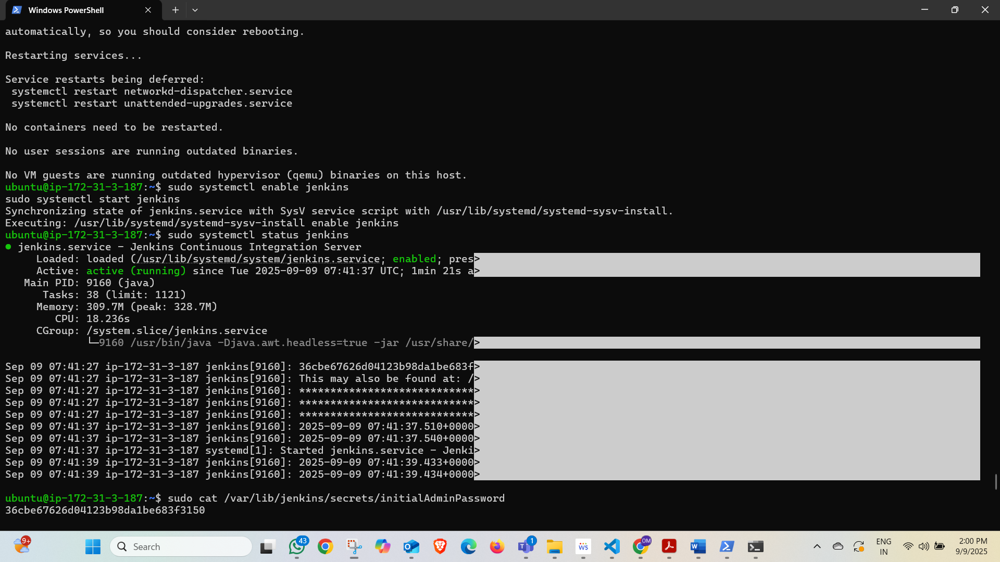 Windows PowerShell
automatically, so you should consider rebooting.
Restarting services...
Service restarts being deferred:
systemctl restart networkd-dispatcher.service
systemctl restart unattended-upgrades.service
No containers need to be restarted.
No user sessions are running outdated binaries.
No VM guests are running outdated hypervisor (qemu) binaries on this host.
ubuntu@ip-172-31-3-187:~$ sudo systemctl enable jenkins
sudo systemctl start jenkins
Synchronizing state of jenkins.service with SysV service script with /usr/lib/systemd/systemd-sysv-install.
Executing: /usr/lib/systemd/systemd-sysv-install enable jenkins
ubuntu@ip-172-31-3-187:~$ sudo systemctl status jenkins
● jenkins.service - Jenkins Continuous Integration Server
Loaded: loaded (/usr/lib/systemd/system/jenkins.service; enabled; pres>
Active: active (running) since Tue 2025-09-09 07:41:37 UTC; 1min 21s a>
Main PID: 9160 (java)
Tasks: 38 (limit: 1121)
Memory: 309.7M (peak: 328.7M)
CPU: 18.236s
CGroup: /system.slice/jenkins.service
└─9160 /usr/bin/java -Djava.awt.headless=true -jar /usr/share/>
Sep 09 07:41:27 ip-172-31-3-187 jenkins[9160]: 36cbe67626d04123b98da1be683f>
Sep 09 07:41:27 ip-172-31-3-187 jenkins[9160]: This may also be found at: />
Sep 09 07:41:27 ip-172-31-3-187 jenkins[9160]: ****************************>
Sep 09 07:41:27 ip-172-31-3-187 jenkins[9160]: ****************************>
Sep 09 07:41:27 ip-172-31-3-187 jenkins[9160]: ****************************>
Sep 09 07:41:37 ip-172-31-3-187 jenkins[9160]: 2025-09-09 07:41:37.510+0000>
Sep 09 07:41:37 ip-172-31-3-187 jenkins[9160]: 2025-09-09 07:41:37.540+0000>
Sep 09 07:41:37 ip-172-31-3-187 systemd[1]: Started jenkins.service - Jenki>
Sep 09 07:41:39 ip-172-31-3-187 jenkins[9160]: 2025-09-09 07:41:39.433+0000>
Sep 09 07:41:39 ip-172-31-3-187 jenkins[9160]: 2025-09-09 07:41:39.434+0000>
ubuntu@ip-172-31-3-187:~$ sudo cat /var/lib/jenkins/secrets/initialAdminPassword
36cbe67626d04123b98da1be683f3150
9+
Search
43
1
WS
OM
ENG
IN
2:00 PM
9/9/2025